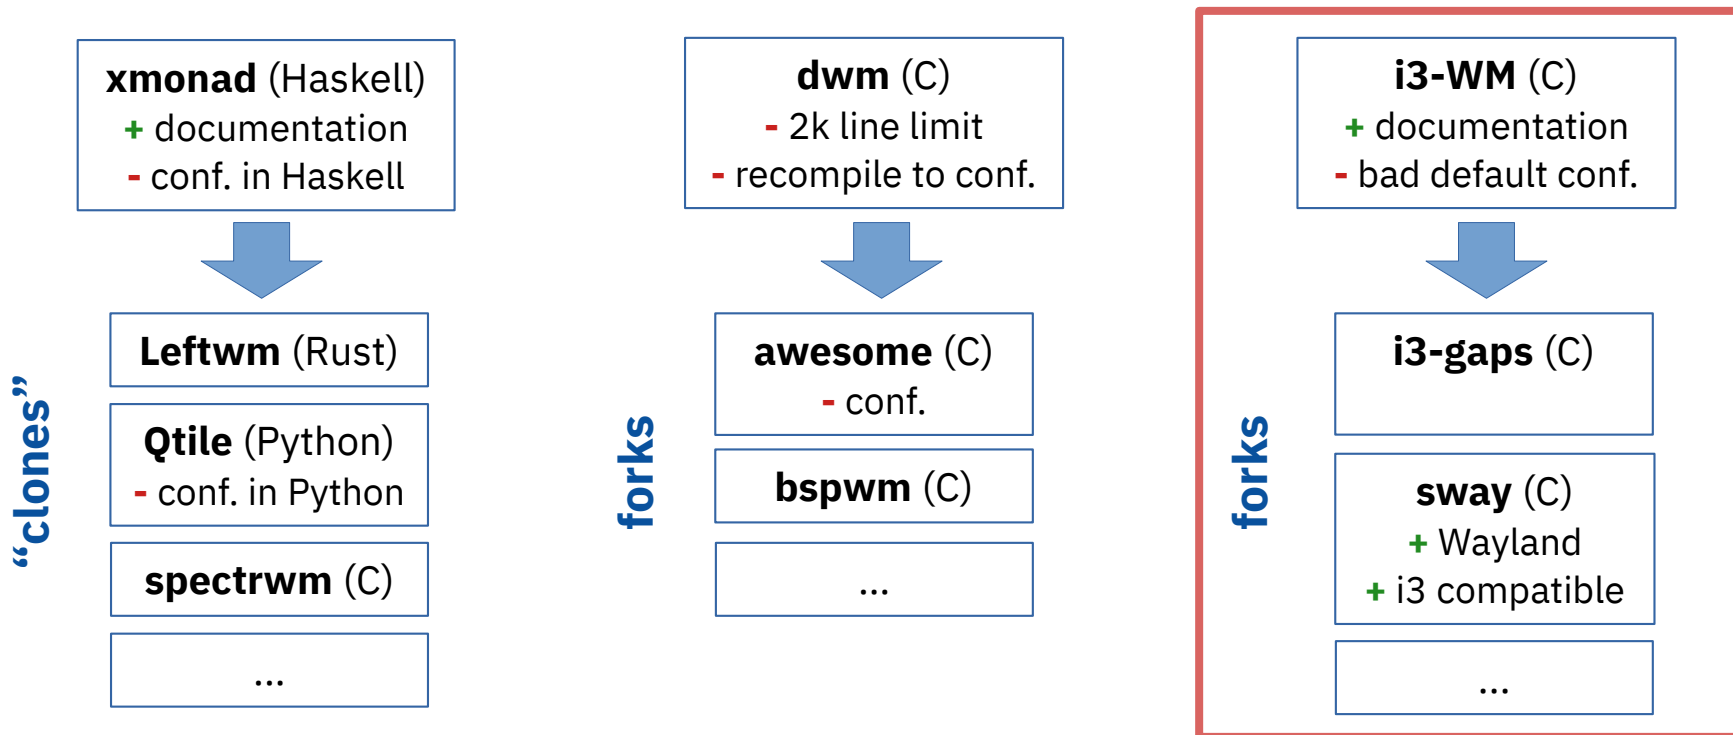 xmonad (Haskell)
+ documentation
- conf. in Haskell
"clones"
Leftwm (Rust)
Qtile (Python)
- conf. in Python
spectrwm (C)
...
dwm (C)
- 2k line limit
- recompile to conf.
forks
awesome (C)
- conf.
bspwm (C)
...
i3-WM (C)
+ documentation
- bad default conf.
forks
i3-gaps (C)
sway (C)
+ Wayland
+ i3 compatible
...